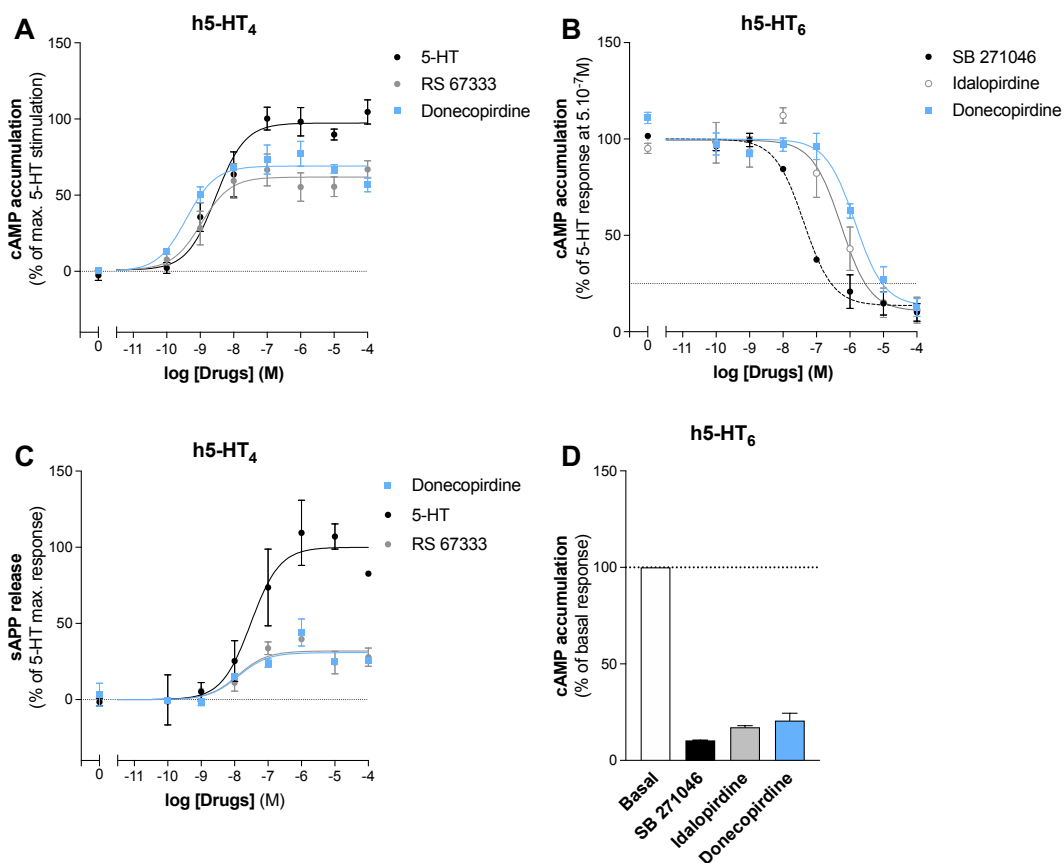 A
h5-HT4
cAMP accumulation
(% of max. 5-HT stimulation)
150
100
50
0
0
-11
-10
-9
-8
-7
-6
-5
-4
log [Drugs] (M)
5-HT
RS 67333
Donecopirdine
B
h5-HT6
cAMP accumulation
(% of 5-HT response at 5.10-7M)
150
100
50
0
0
-11
-10
-9
-8
-7
-6
-5
-4
log [Drugs] (M)
SB 271046
Idalopirdine
Donecopirdine
C
h5-HT4
sAPP release
(% of 5-HT max. response)
150
100
50
0
0
-11
-10
-9
-8
-7
-6
-5
-4
log [Drugs] (M)
Donecopirdine
5-HT
RS 67333
D
h5-HT6
cAMP accumulation
(% of basal response)
150
100
50
0
Basal
SB 271046
Idalopirdine
Donecopirdine